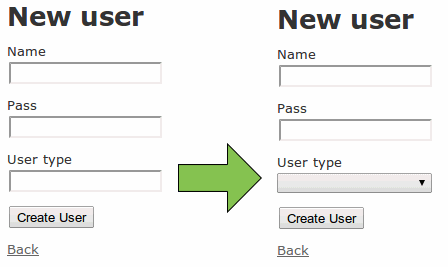 New user
Name
Pass
User type
Create User
Back
New user
Name
Pass
User type
Create User
Back